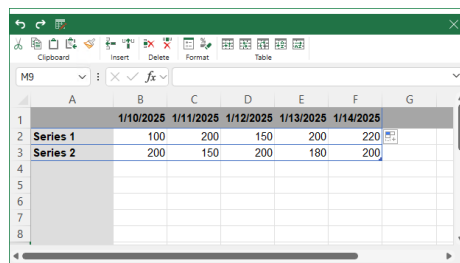 Clipboard Insert Delete Format Table
M9 fx
A B C D E F G
1 1/10/2025 1/11/2025 1/12/2025 1/13/2025 1/14/2025
2 Series 1 100 200 150 200 220
3 Series 2 200 150 200 180 200
4
5
6
7
8